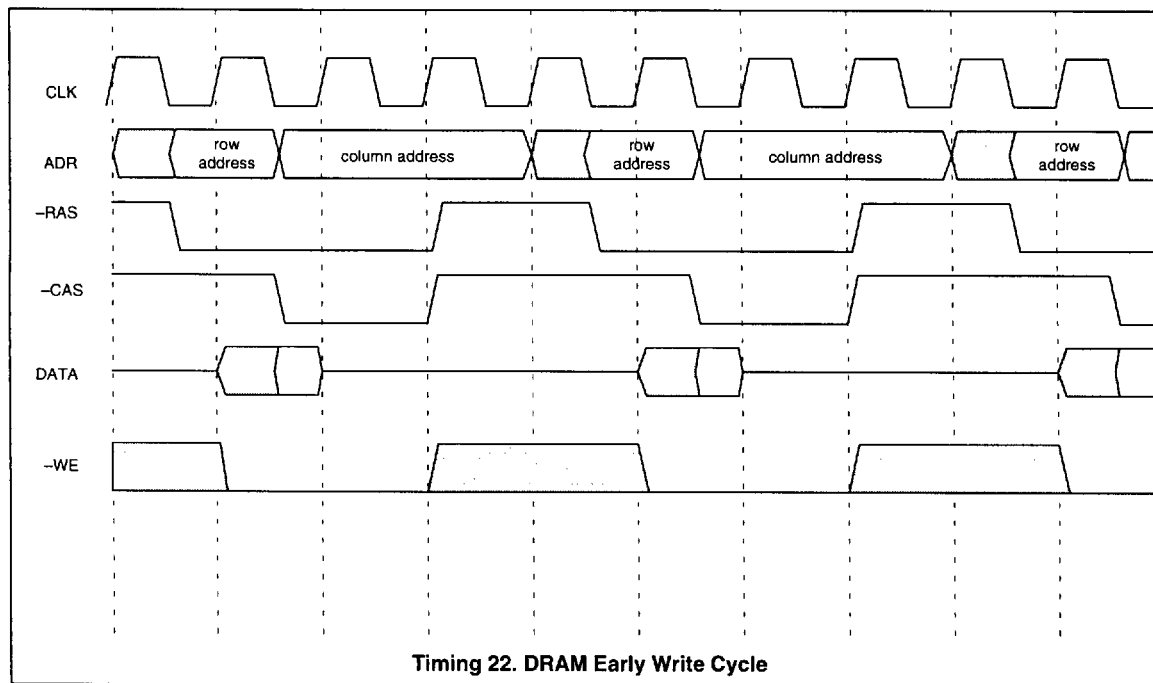 CLK
ADR
row
address
column address
row
address
column address
row
address
–RAS
–CAS
DATA
–WE
Timing 22. DRAM Early Write Cycle